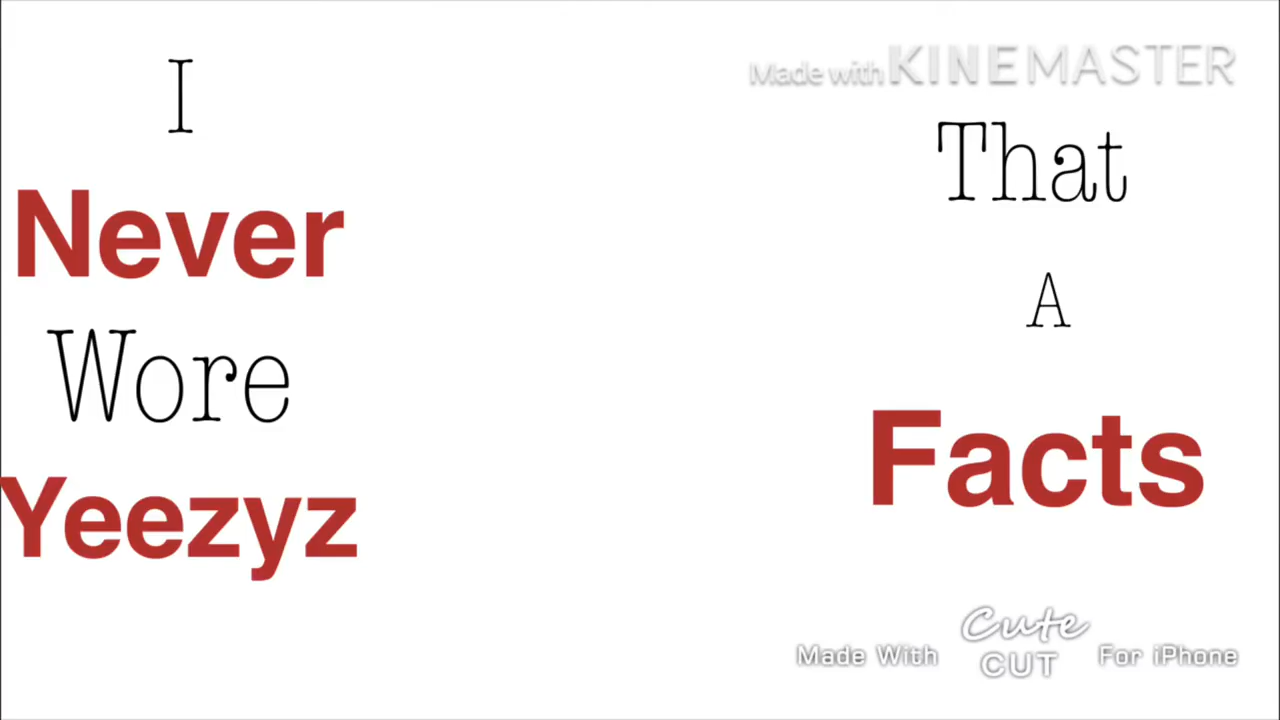 I
Never
Wore
Yeezyz
Made with KINEMASTER
That
A
Facts
Made With Cute CUT For iPhone